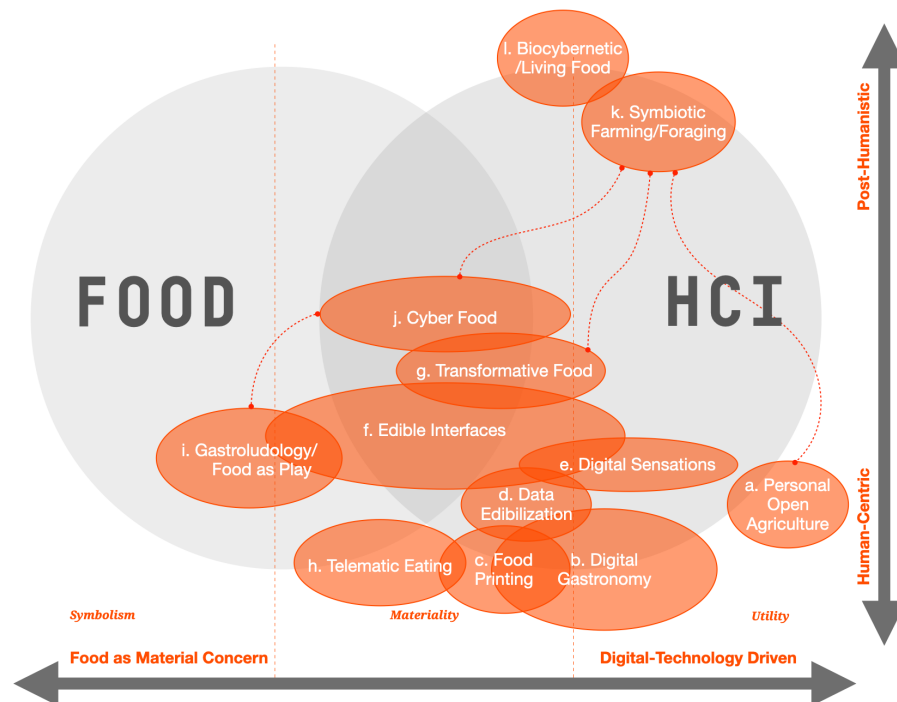 l. Biocybernetic
/Living Food
k. Symbiotic
Farming/Foraging
Post-Humanistic
FOOD
HCI
j. Cyber Food
g. Transformative Food
f. Edible Interfaces
i. Gastroludology/
Food as Play
e. Digital Sensations
d. Data
Edibilization
a. Personal
Open
Agriculture
Human-Centric
h. Telematic Eating
c. Food
Printing
b. Digital
Gastronomy
Symbolism
Materiality
Utility
Food as Material Concern
Digital-Technology Driven